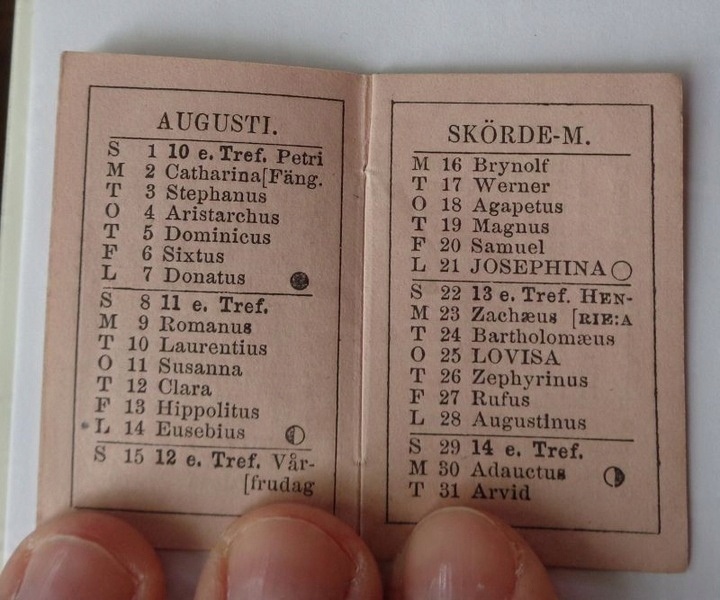 AUGUSTI.
S 1 10 e. Tref. Petri
M 2 Catharina[Fäng.
T 3 Stephanus
O 4 Aristarchus
T 5 Dominicus
F 6 Sixtus
L 7 Donatus
S 8 11 e. Tref.
M 9 Romanus
T 10 Laurentius
O 11 Susanna
T 12 Clara
F 13 Hippolitus
L 14 Eusebius
S 15 12 e. Tref. Vår-
[frudag
SKÖRDE-M.
M 16 Brynolf
T 17 Werner
O 18 Agapetus
T 19 Magnus
F 20 Samuel
L 21 JOSEPHINA
S 22 13 e. Tref. HEN-
M 23 Zachæus [RIE:A
T 24 Bartholomæus
O 25 LOVISA
T 26 Zephyrinus
F 27 Rufus
L 28 Augustinus
S 29 14 e. Tref.
M 30 Adauctus
T 31 Arvid